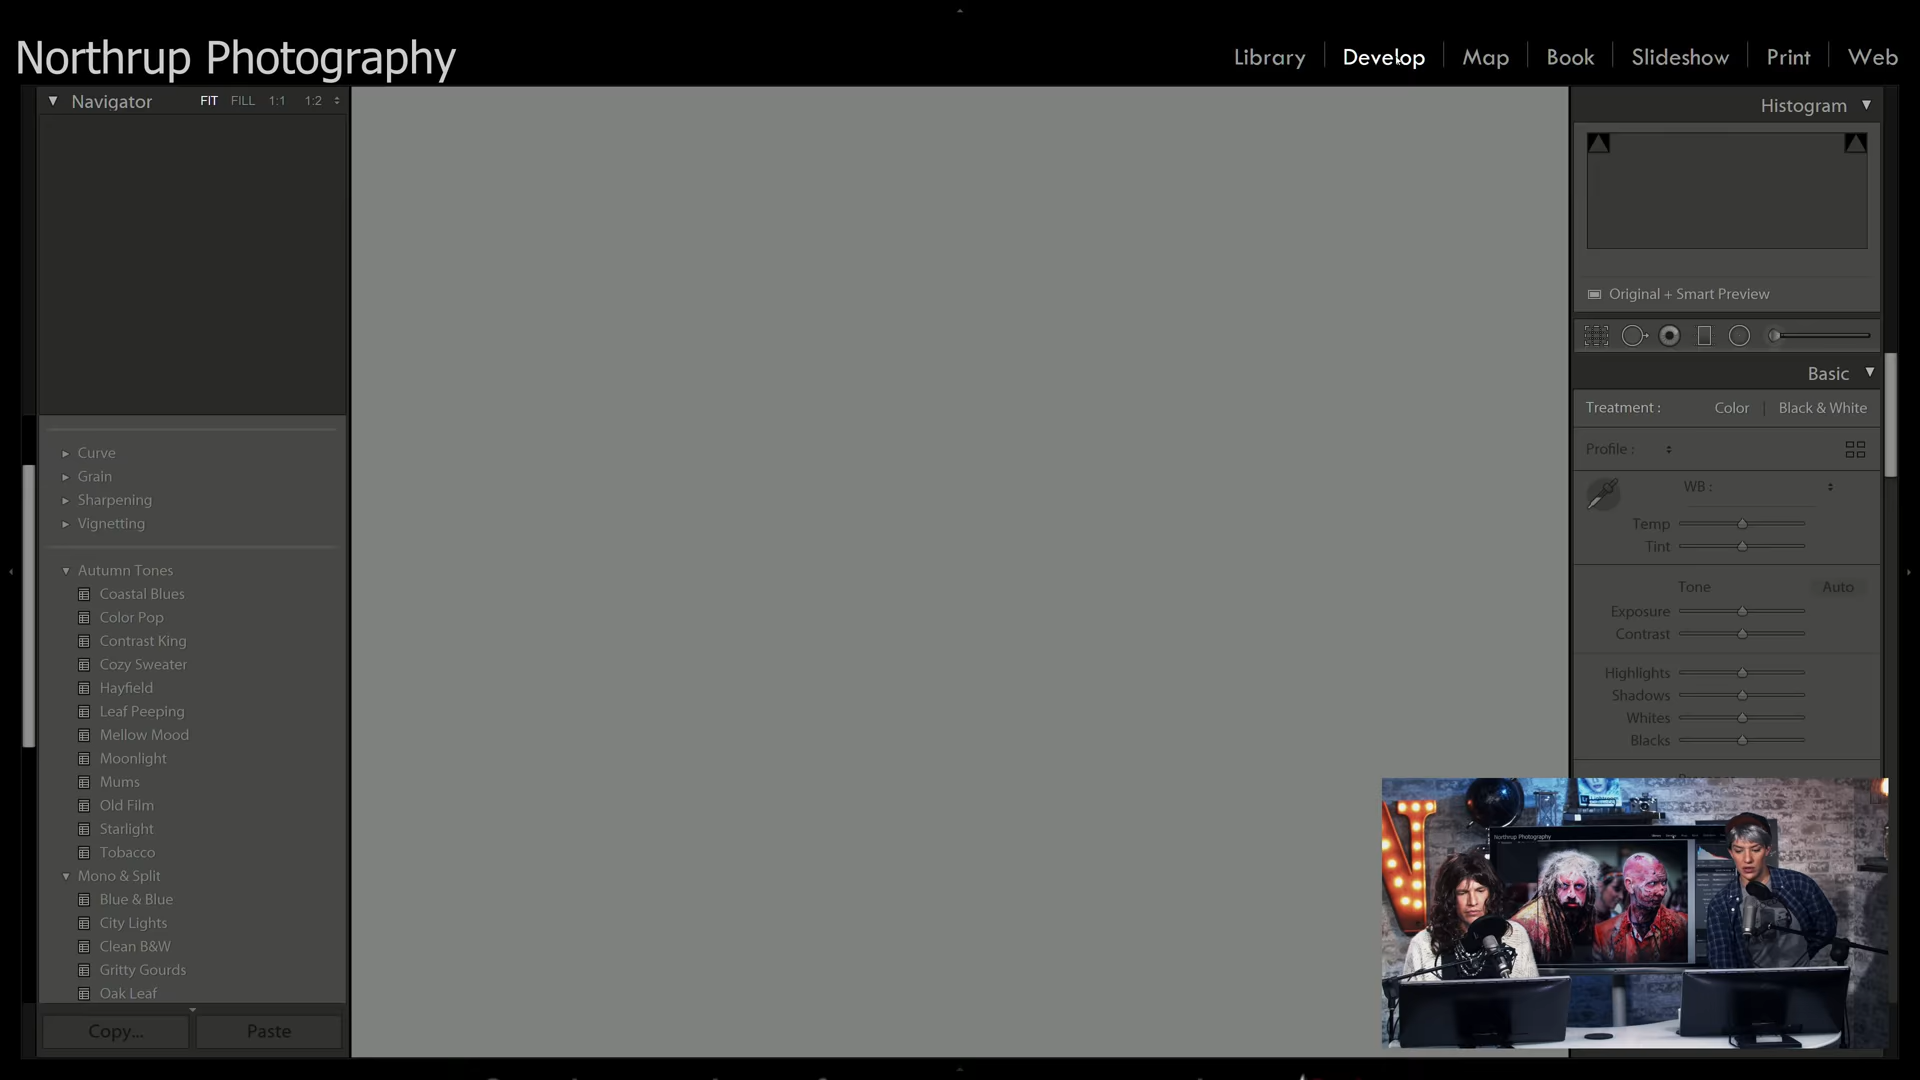 Northrup Photography
Library | Develop | Map | Book | Slideshow | Print | Web
Navigator FIT FILL 1:1 1:2
Curve
Grain
Sharpening
Vignetting
Autumn Tones
Coastal Blues
Color Pop
Contrast King
Cozy Sweater
Hayfield
Leaf Peeping
Mellow Mood
Moonlight
Mums
Old Film
Starlight
Tobacco
Mono & Split
Blue & Blue
City Lights
Clean B&W
Gritty Gourds
Oak Leaf
Copy... Paste
Histogram
Original + Smart Preview
Basic
Treatment : Color | Black & White
Profile :
WB :
Temp
Tint
Tone Auto
Exposure
Contrast
Highlights
Shadows
Whites
Blacks
Northrup Photography
N